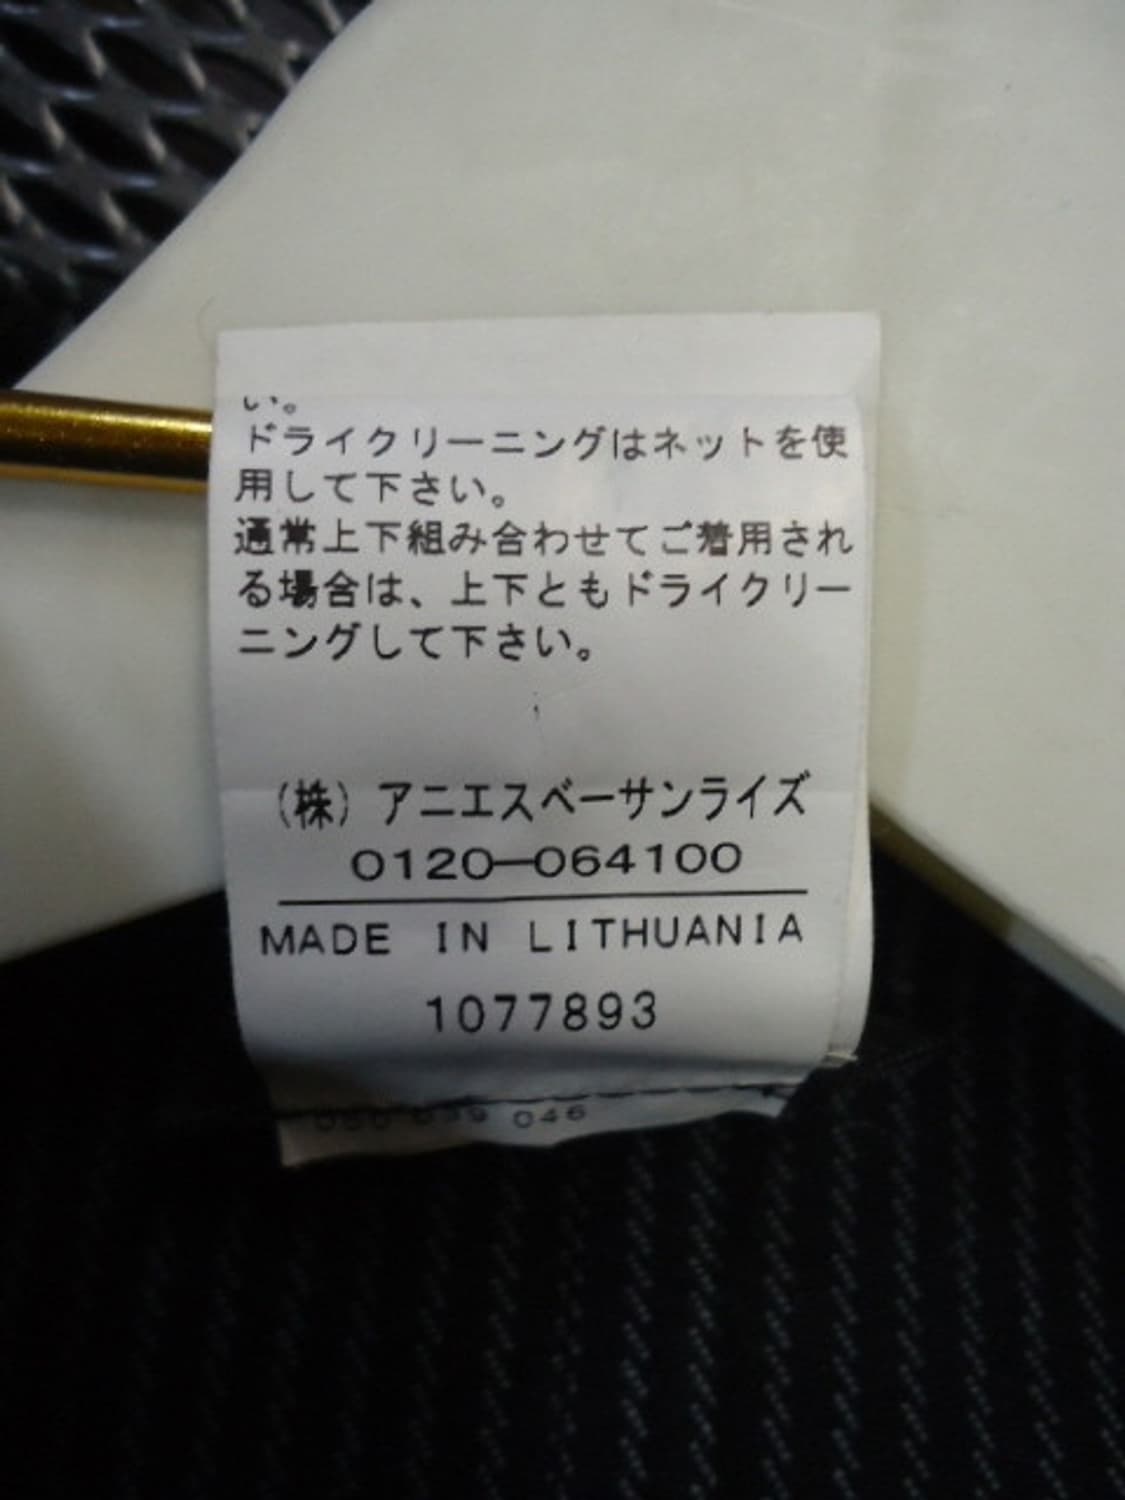 い。
ドライクリーニングはネットを使
用して下さい。
通常上下組み合わせてご着用され
る場合は、上下ともドライクリー
ニングして下さい。
(株) アニエスベーサンライズ
0120—064100
MADE IN LITHUANIA
1077893
046